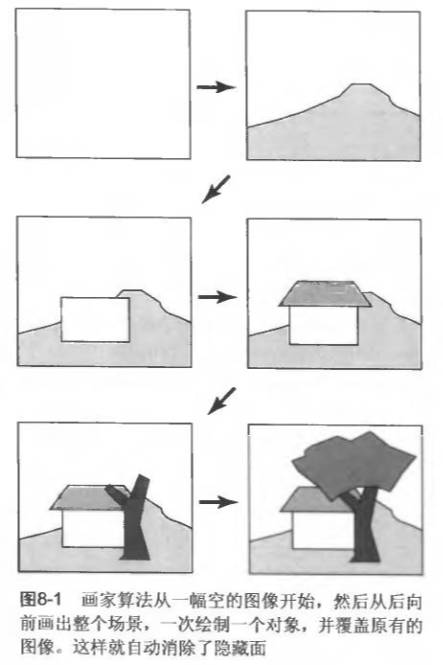 图8-1 画家算法从一幅空的图像开始，然后从后向
前画出整个场景，一次绘制一个对象，并覆盖原有的
图像。这样就自动消除了隐藏面